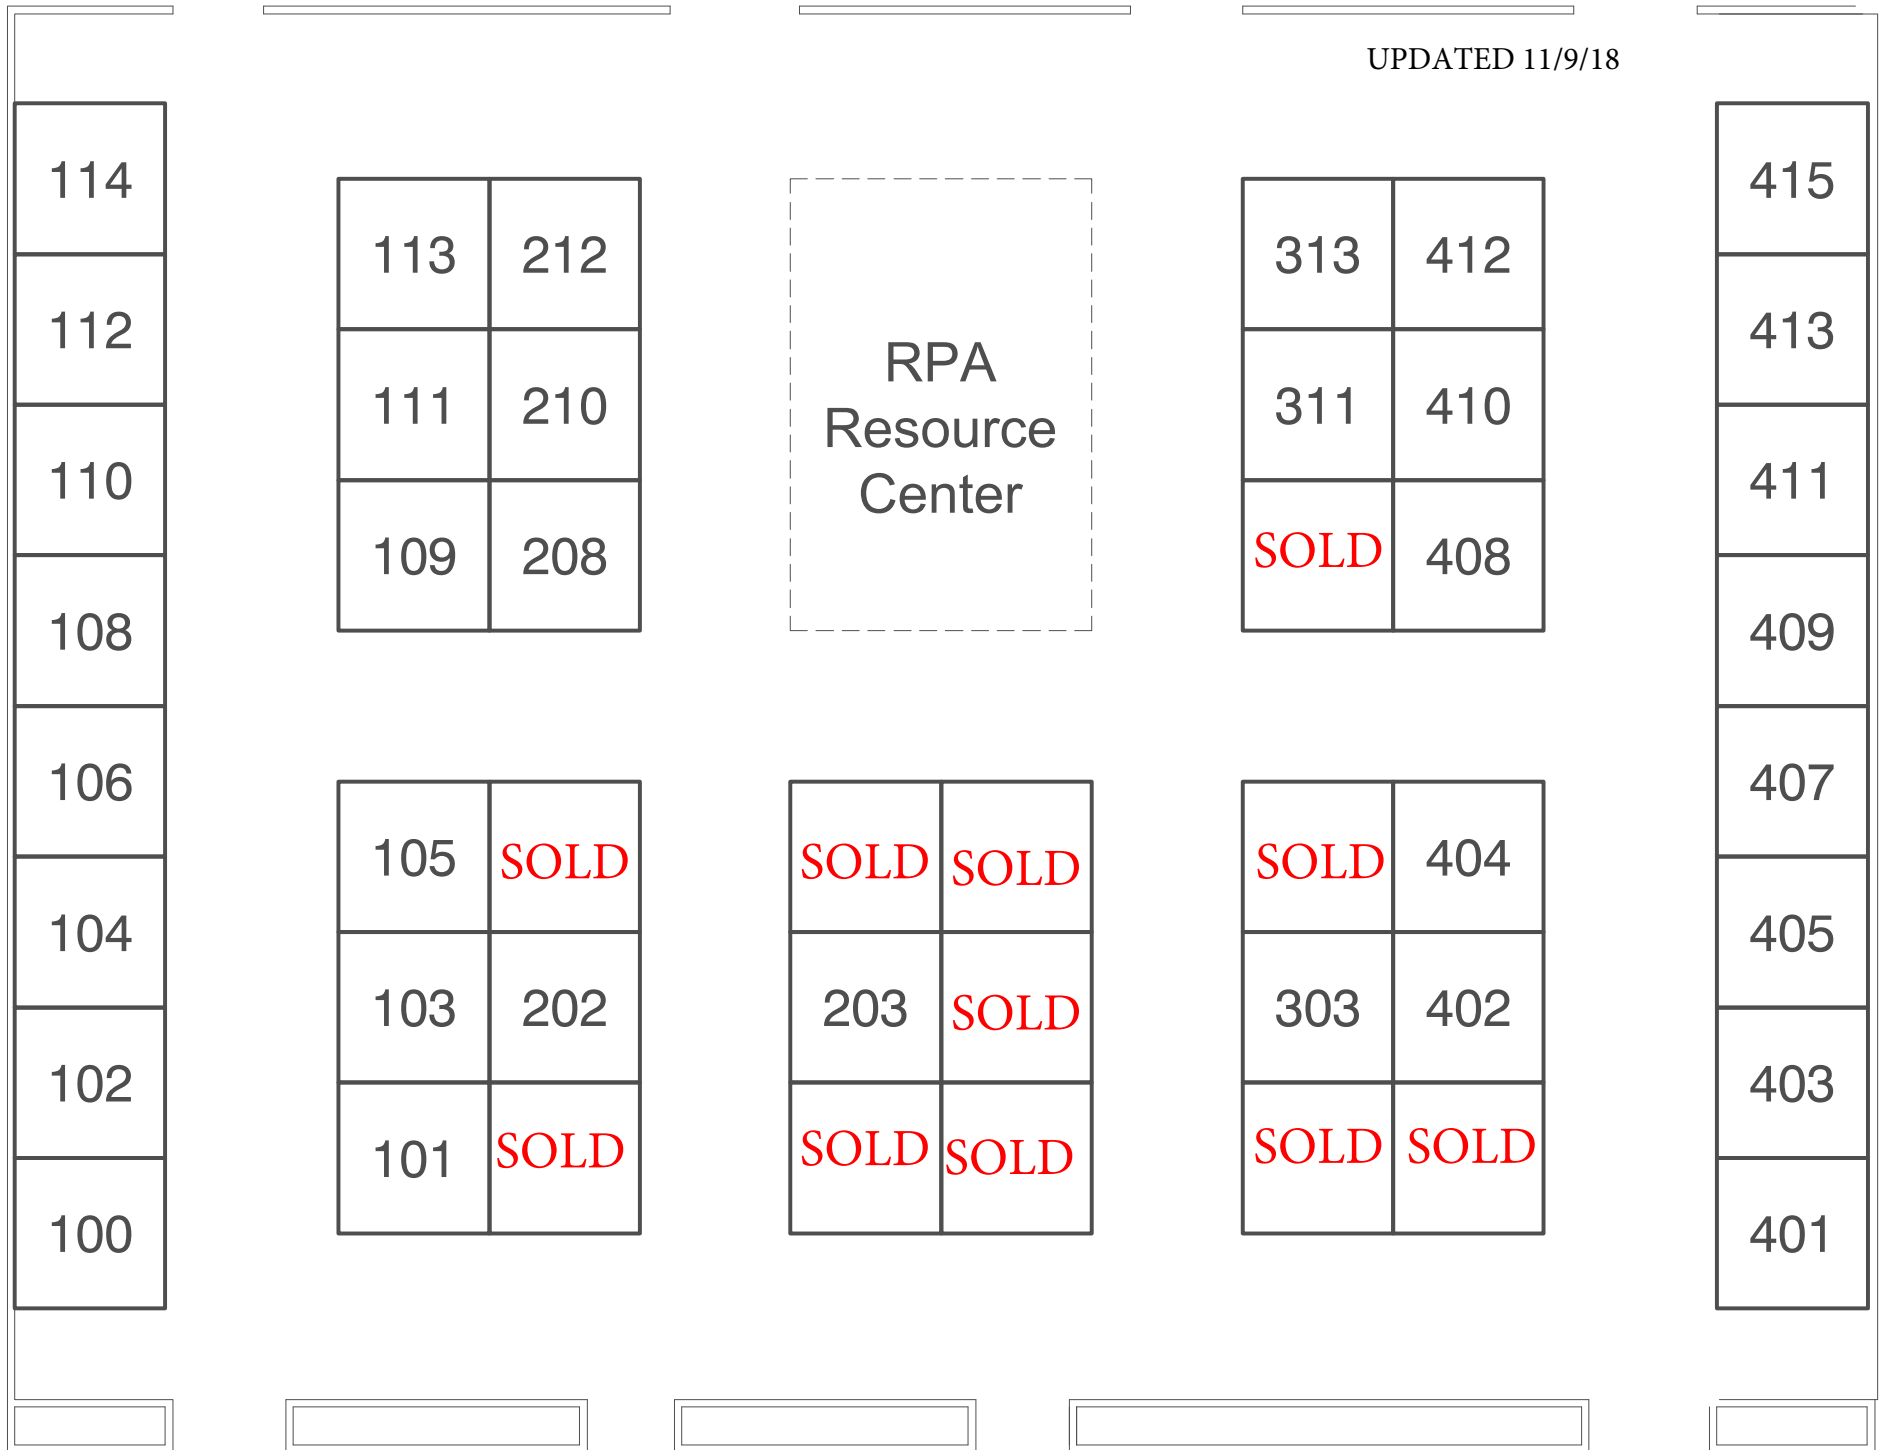 UPDATED 11/9/18
114
112
110
108
106
104
102
100
113 212
111 210
109 208
105 SOLD
103 202
101 SOLD
RPA
Resource
Center
SOLD SOLD
203 SOLD
SOLD SOLD
313 412
311 410
SOLD 408
SOLD 404
303 402
SOLD SOLD
415
413
411
409
407
405
403
401